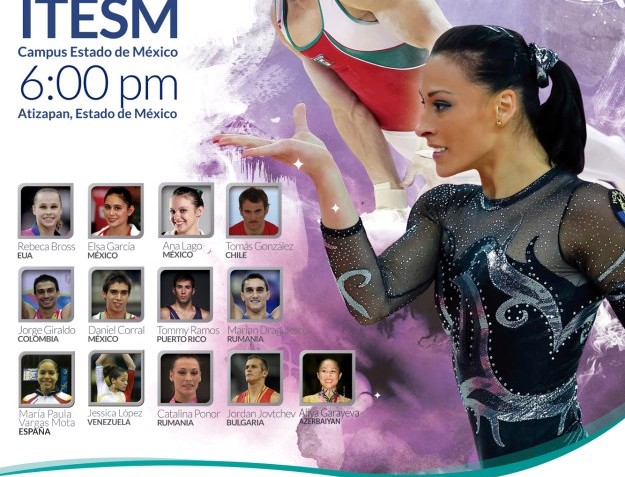 ITESM
Campus Estado de México
6:00 pm
Atizapan, Estado de México
Rebeca Bross
EUA
Elsa García
MÉXICO
Ana Lago
MÉXICO
Tomás González
CHILE
Jorge Giraldo
COLOMBIA
Daniel Corral
MÉXICO
Tommy Ramos
PUERTO RICO
Marian Dragulescu
RUMANIA
María Paula
Vargas Mota
ESPAÑA
Jessica López
VENEZUELA
Catalina Ponor
RUMANIA
Jordan Jovtchev
BULGARIA
Aliya Garayeva
AZERBAIYAN